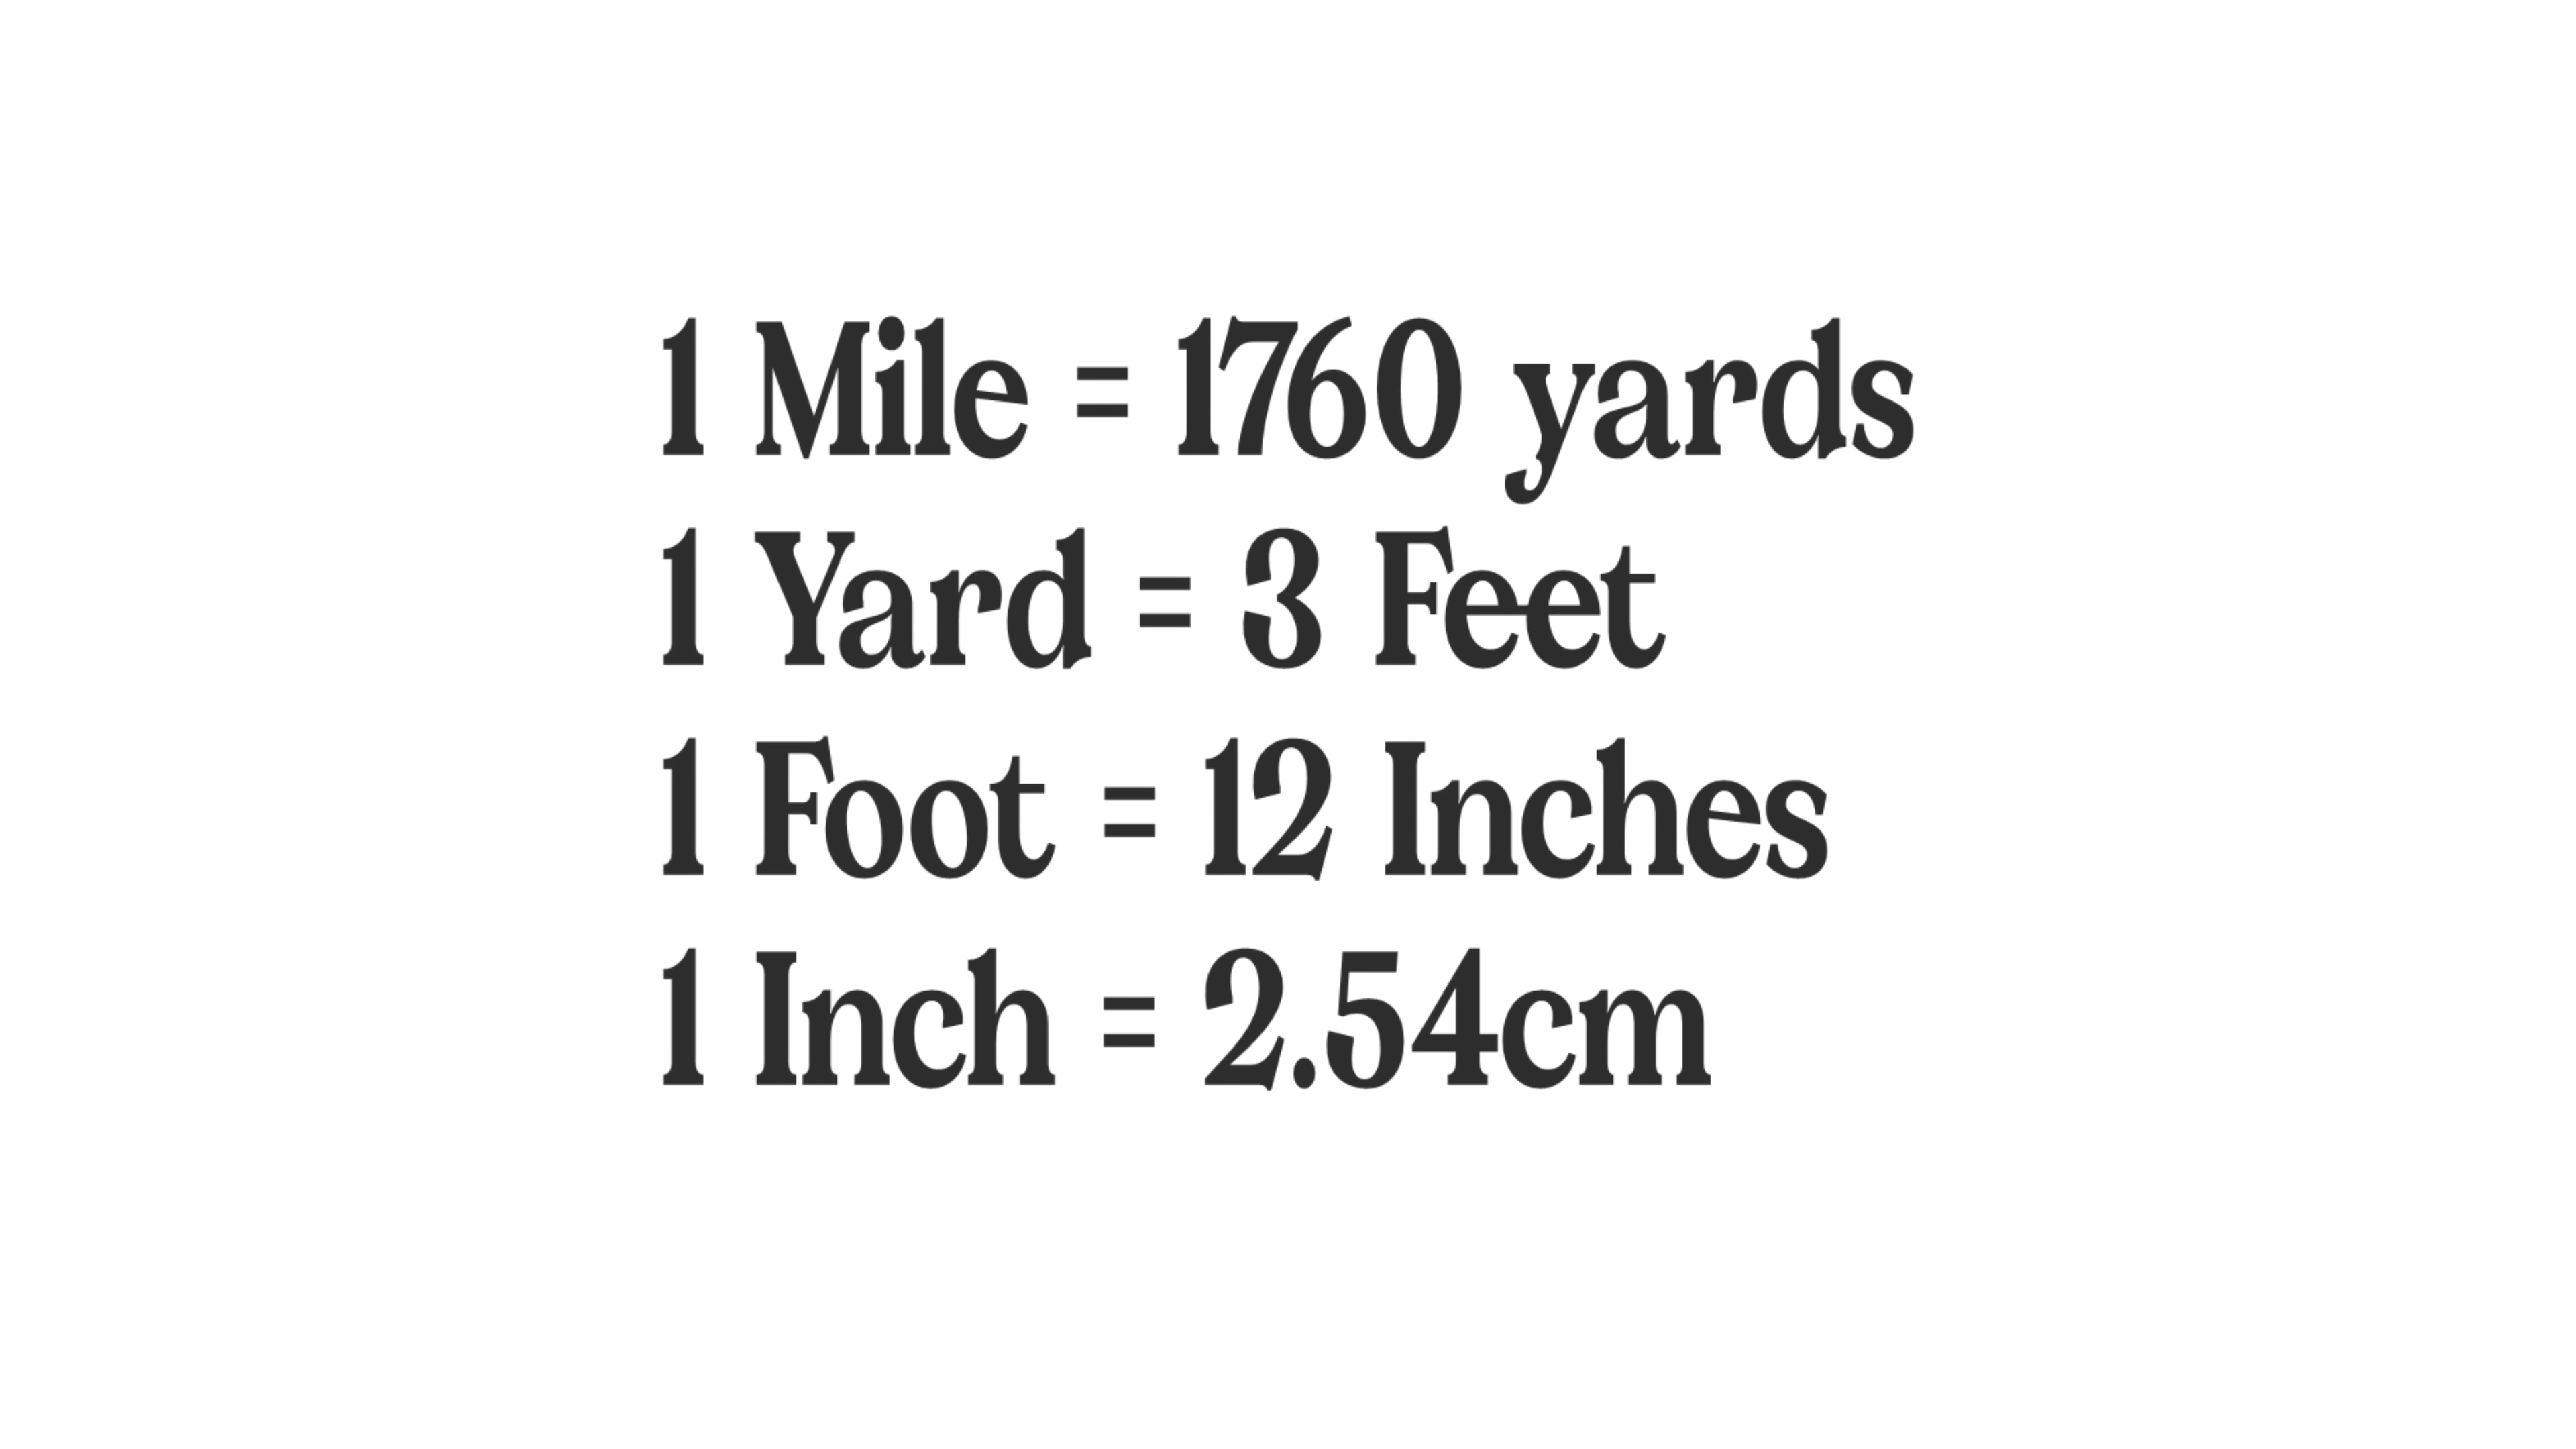 1 Mile = 1760 yards
1 Yard = 3 Feet
1 Foot = 12 Inches
1 Inch = 2.54cm